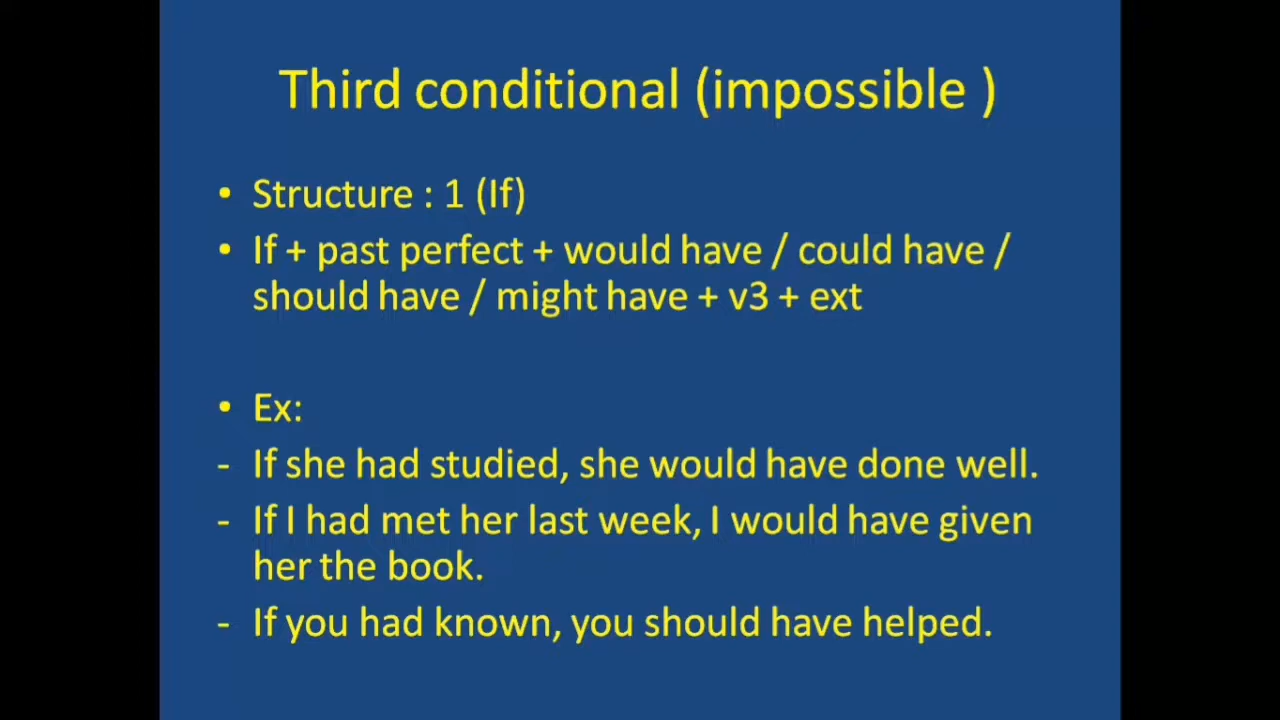 Third conditional (impossible )
• Structure : 1 (If)
• If + past perfect + would have / could have /
should have / might have + v3 + ext
• Ex:
- If she had studied, she would have done well.
- If I had met her last week, I would have given
her the book.
- If you had known, you should have helped.